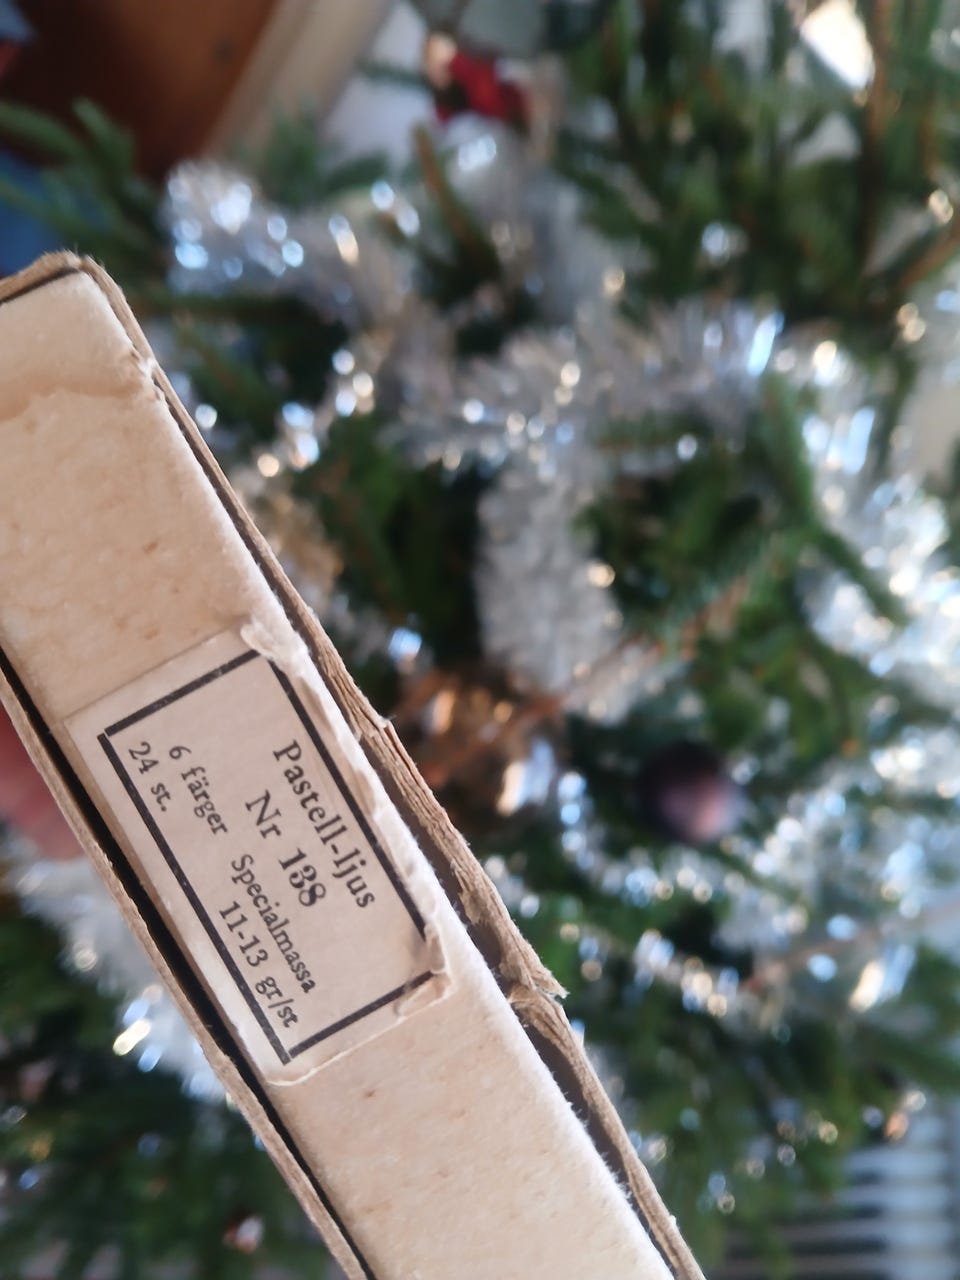 Pastell-ljus
Nr 138
6 färger Specialmassa
24 st. 11-13 gr/st